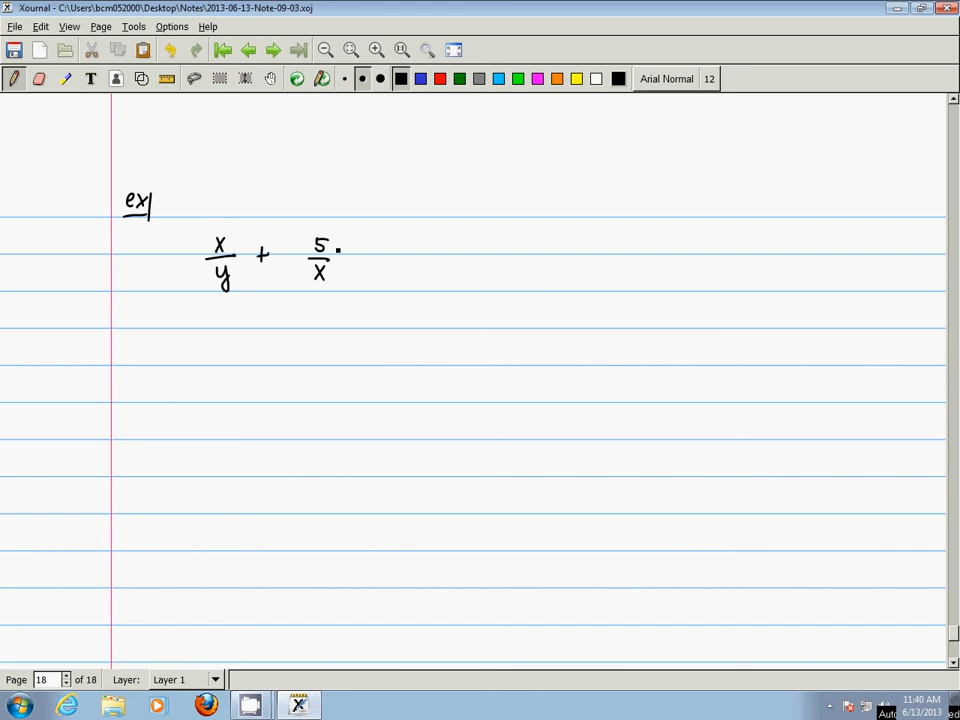 Xournal - C:\Users\bcm052000\Desktop\Notes\2013-06-13-Note-09-03.xoj
File Edit View Page Tools Options Help
T Arial Normal 12
ex
x/y + 5/x
Page 18 of 18 Layer: Layer 1
11:40 AM
6/13/2013